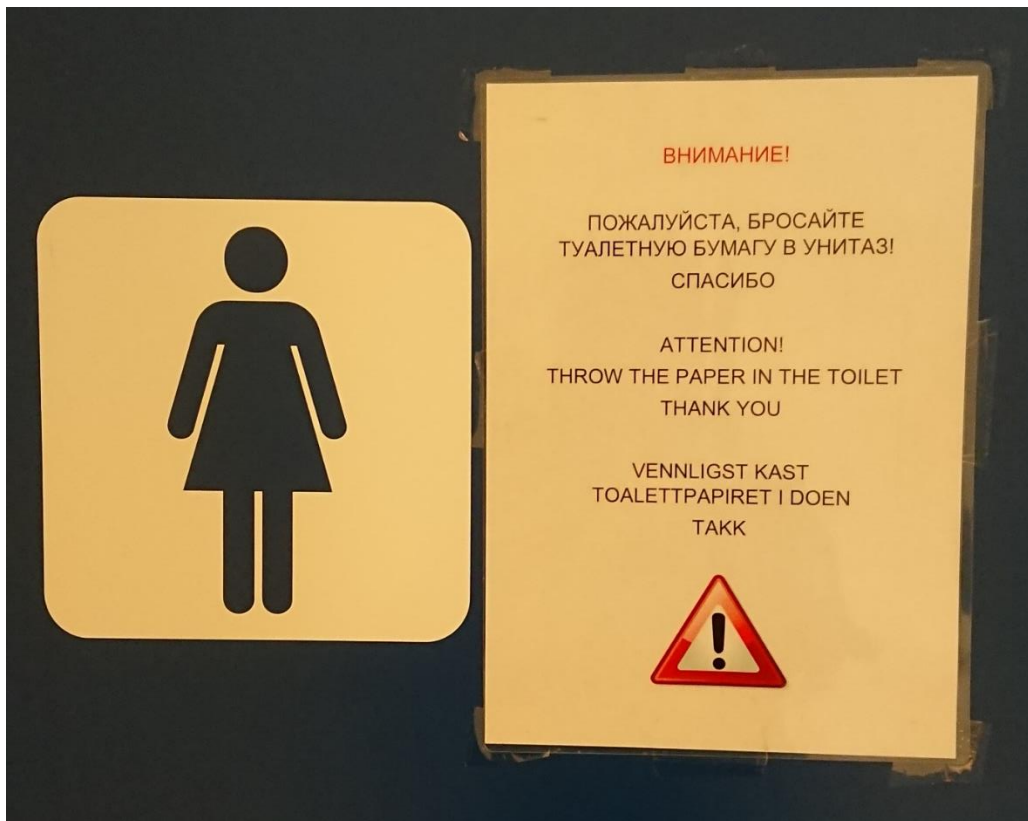 ВНИМАНИЕ!
ПОЖАЛУЙСТА, БРОСАЙТЕ
ТУАЛЕТНУЮ БУМАГУ В УНИТАЗ!
СПАСИБО
ATTENTION!
THROW THE PAPER IN THE TOILET
THANK YOU
VENNLIGST KAST
TOALETTPAPIRET I DOEN
TAKK